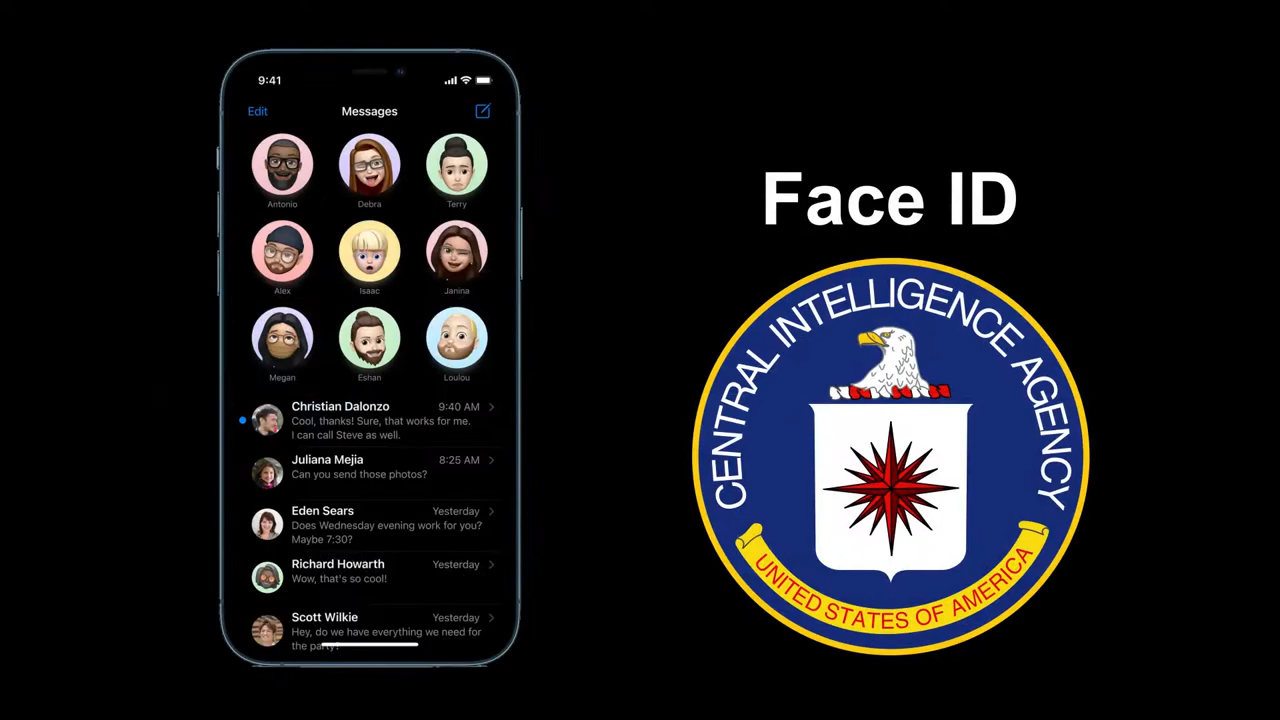 9:41
Edit
Messages
Antonio
Debra
Terry
Alex
Isaac
Janina
Megan
Eshan
Loulou
Christian Dalonzo
9:40 AM
Cool, thanks! Sure, that works for me.
I can call Steve as well.
Juliana Mejia
8:25 AM
Can you send those photos?
Eden Sears
Yesterday
Does Wednesday evening work for you?
Maybe 7:30?
Richard Howarth
Yesterday
Wow, that's so cool!
Scott Wilkie
Yesterday
Hey, do we have everything we need for
the party?
Face ID
CENTRAL INTELLIGENCE AGENCY
UNITED STATES OF AMERICA